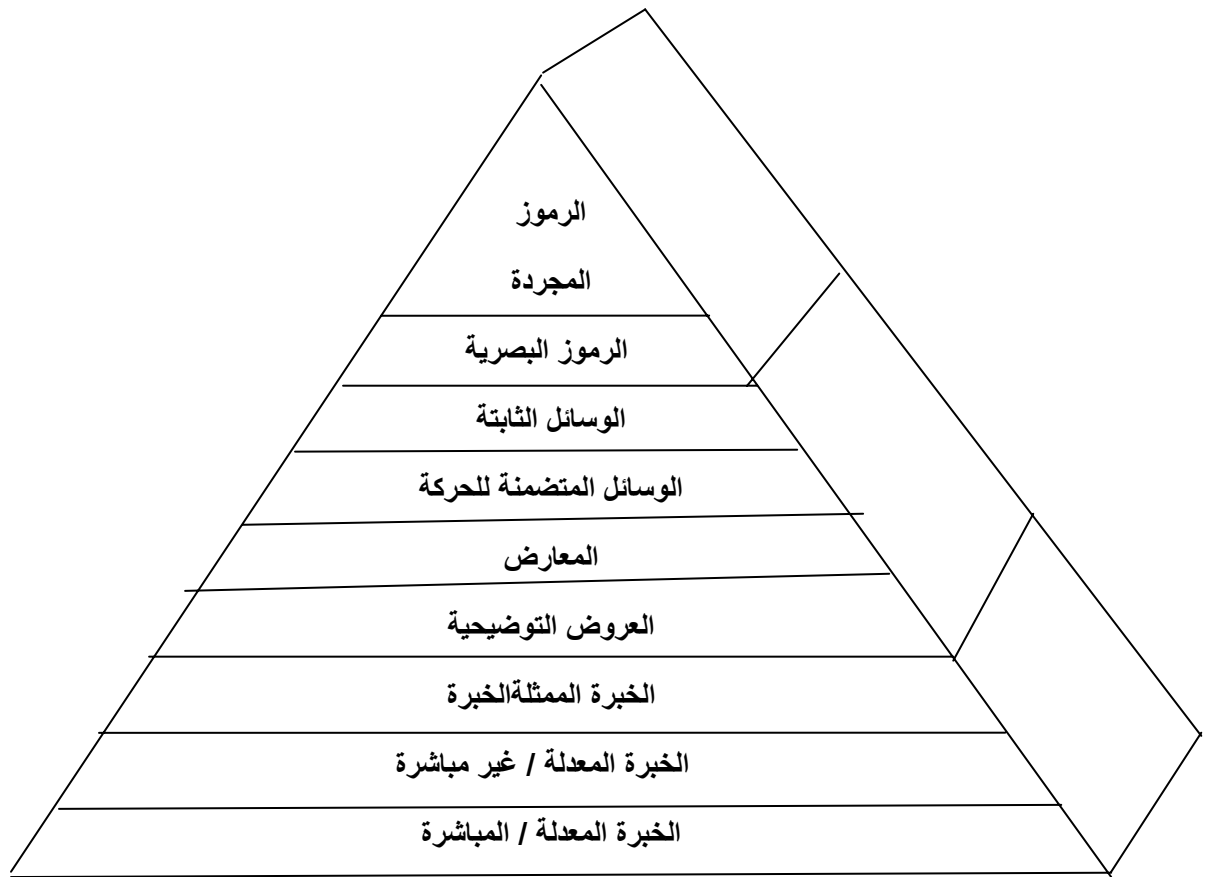 الرموز
المجردة
الرموز البصرية
الوسائل الثابتة
الوسائل المتضمنة للحركة
المعارض
العروض التوضيحية
الخبرة الممثلةالخبرة
الخبرة المعدلة / غير مباشرة
الخبرة المعدلة / المباشرة